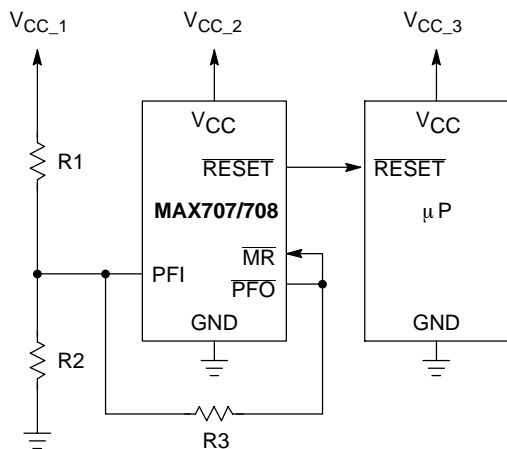 VCC_1
VCC_2
VCC_3
VCC
VCC
R1
RESET
RESET
MAX707/708
μP
MR
PFI
PFO
GND
GND
R2
R3